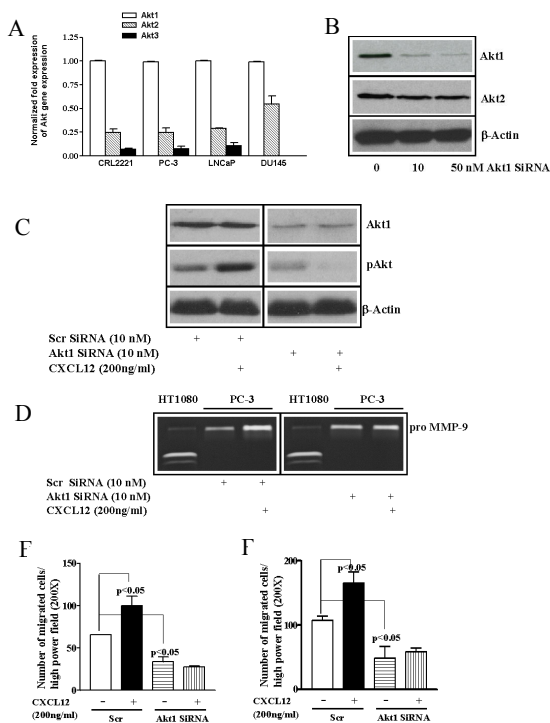 A
Akt1
Akt2
Akt3
Normalized fold expression
of Akt gene expression
1.25
1.00
0.75
0.50
0.25
0.00
CRL2221 PC-3 LNCaP DU145
B
Akt1
Akt2
β-Actin
0 10 50 nM Akt1 SiRNA
C
Akt1
pAkt
β-Actin
Scr SiRNA (10 nM) + +
Akt1 SiRNA (10 nM) + +
CXCL12 (200ng/ml) + +
D
HT1080 PC-3 HT1080 PC-3
pro MMP-9
Scr SiRNA (10 nM) + +
Akt1 SiRNA (10 nM) + +
CXCL12 (200ng/ml) + +
E
Number of migrated cells/
high power field (200X)
150
100
50
0
p<0.05
p<0.05
CXCL12 - + - +
(200ng/ml) Scr Akt1 SiRNA
F
Number of migrated cells/
high power field (200X)
200
100
0
p<0.05
p<0.05
CXCL12 - + - +
(200ng/ml) Scr Akt1 SiRNA